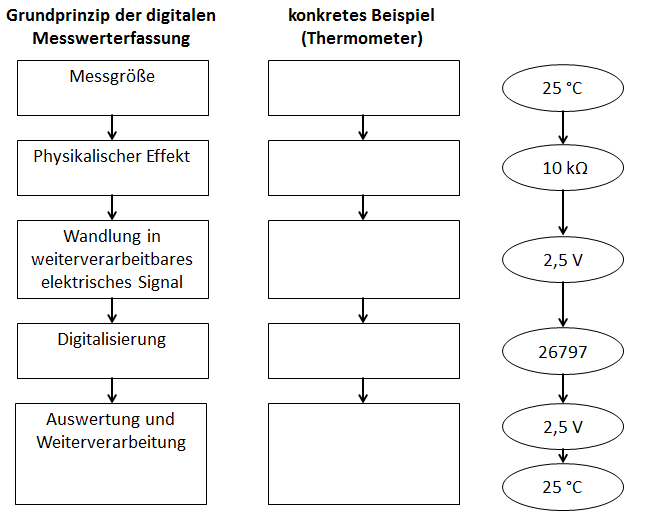 Grundprinzip der digitalen
Messwerterfassung
konkretes Beispiel
(Thermometer)
Messgröße
25 °C
Physikalischer Effekt
10 kΩ
Wandlung in
weiterverarbeitbares
elektrisches Signal
2,5 V
Digitalisierung
26797
Auswertung und
Weiterverarbeitung
2,5 V
25 °C